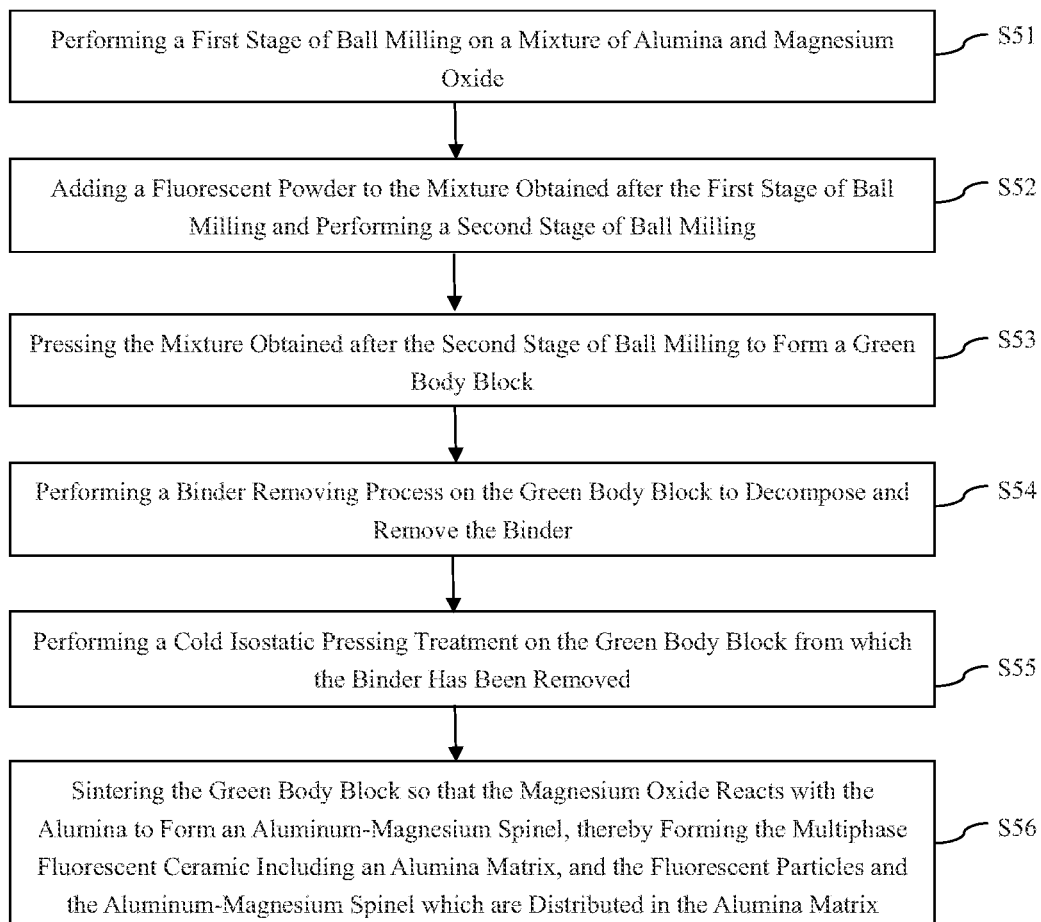 Performing a First Stage of Ball Milling on a Mixture of Alumina and Magnesium
Oxide
S51
Adding a Fluorescent Powder to the Mixture Obtained after the First Stage of Ball
Milling and Performing a Second Stage of Ball Milling
S52
Pressing the Mixture Obtained after the Second Stage of Ball Milling to Form a Green
Body Block
S53
Performing a Binder Removing Process on the Green Body Block to Decompose and
Remove the Binder
S54
Performing a Cold Isostatic Pressing Treatment on the Green Body Block from which
the Binder Has Been Removed
S55
Sintering the Green Body Block so that the Magnesium Oxide Reacts with the
Alumina to Form an Aluminum-Magnesium Spinel, thereby Forming the Multiphase
Fluorescent Ceramic Including an Alumina Matrix, and the Fluorescent Particles and
the Aluminum-Magnesium Spinel which are Distributed in the Alumina Matrix
S56